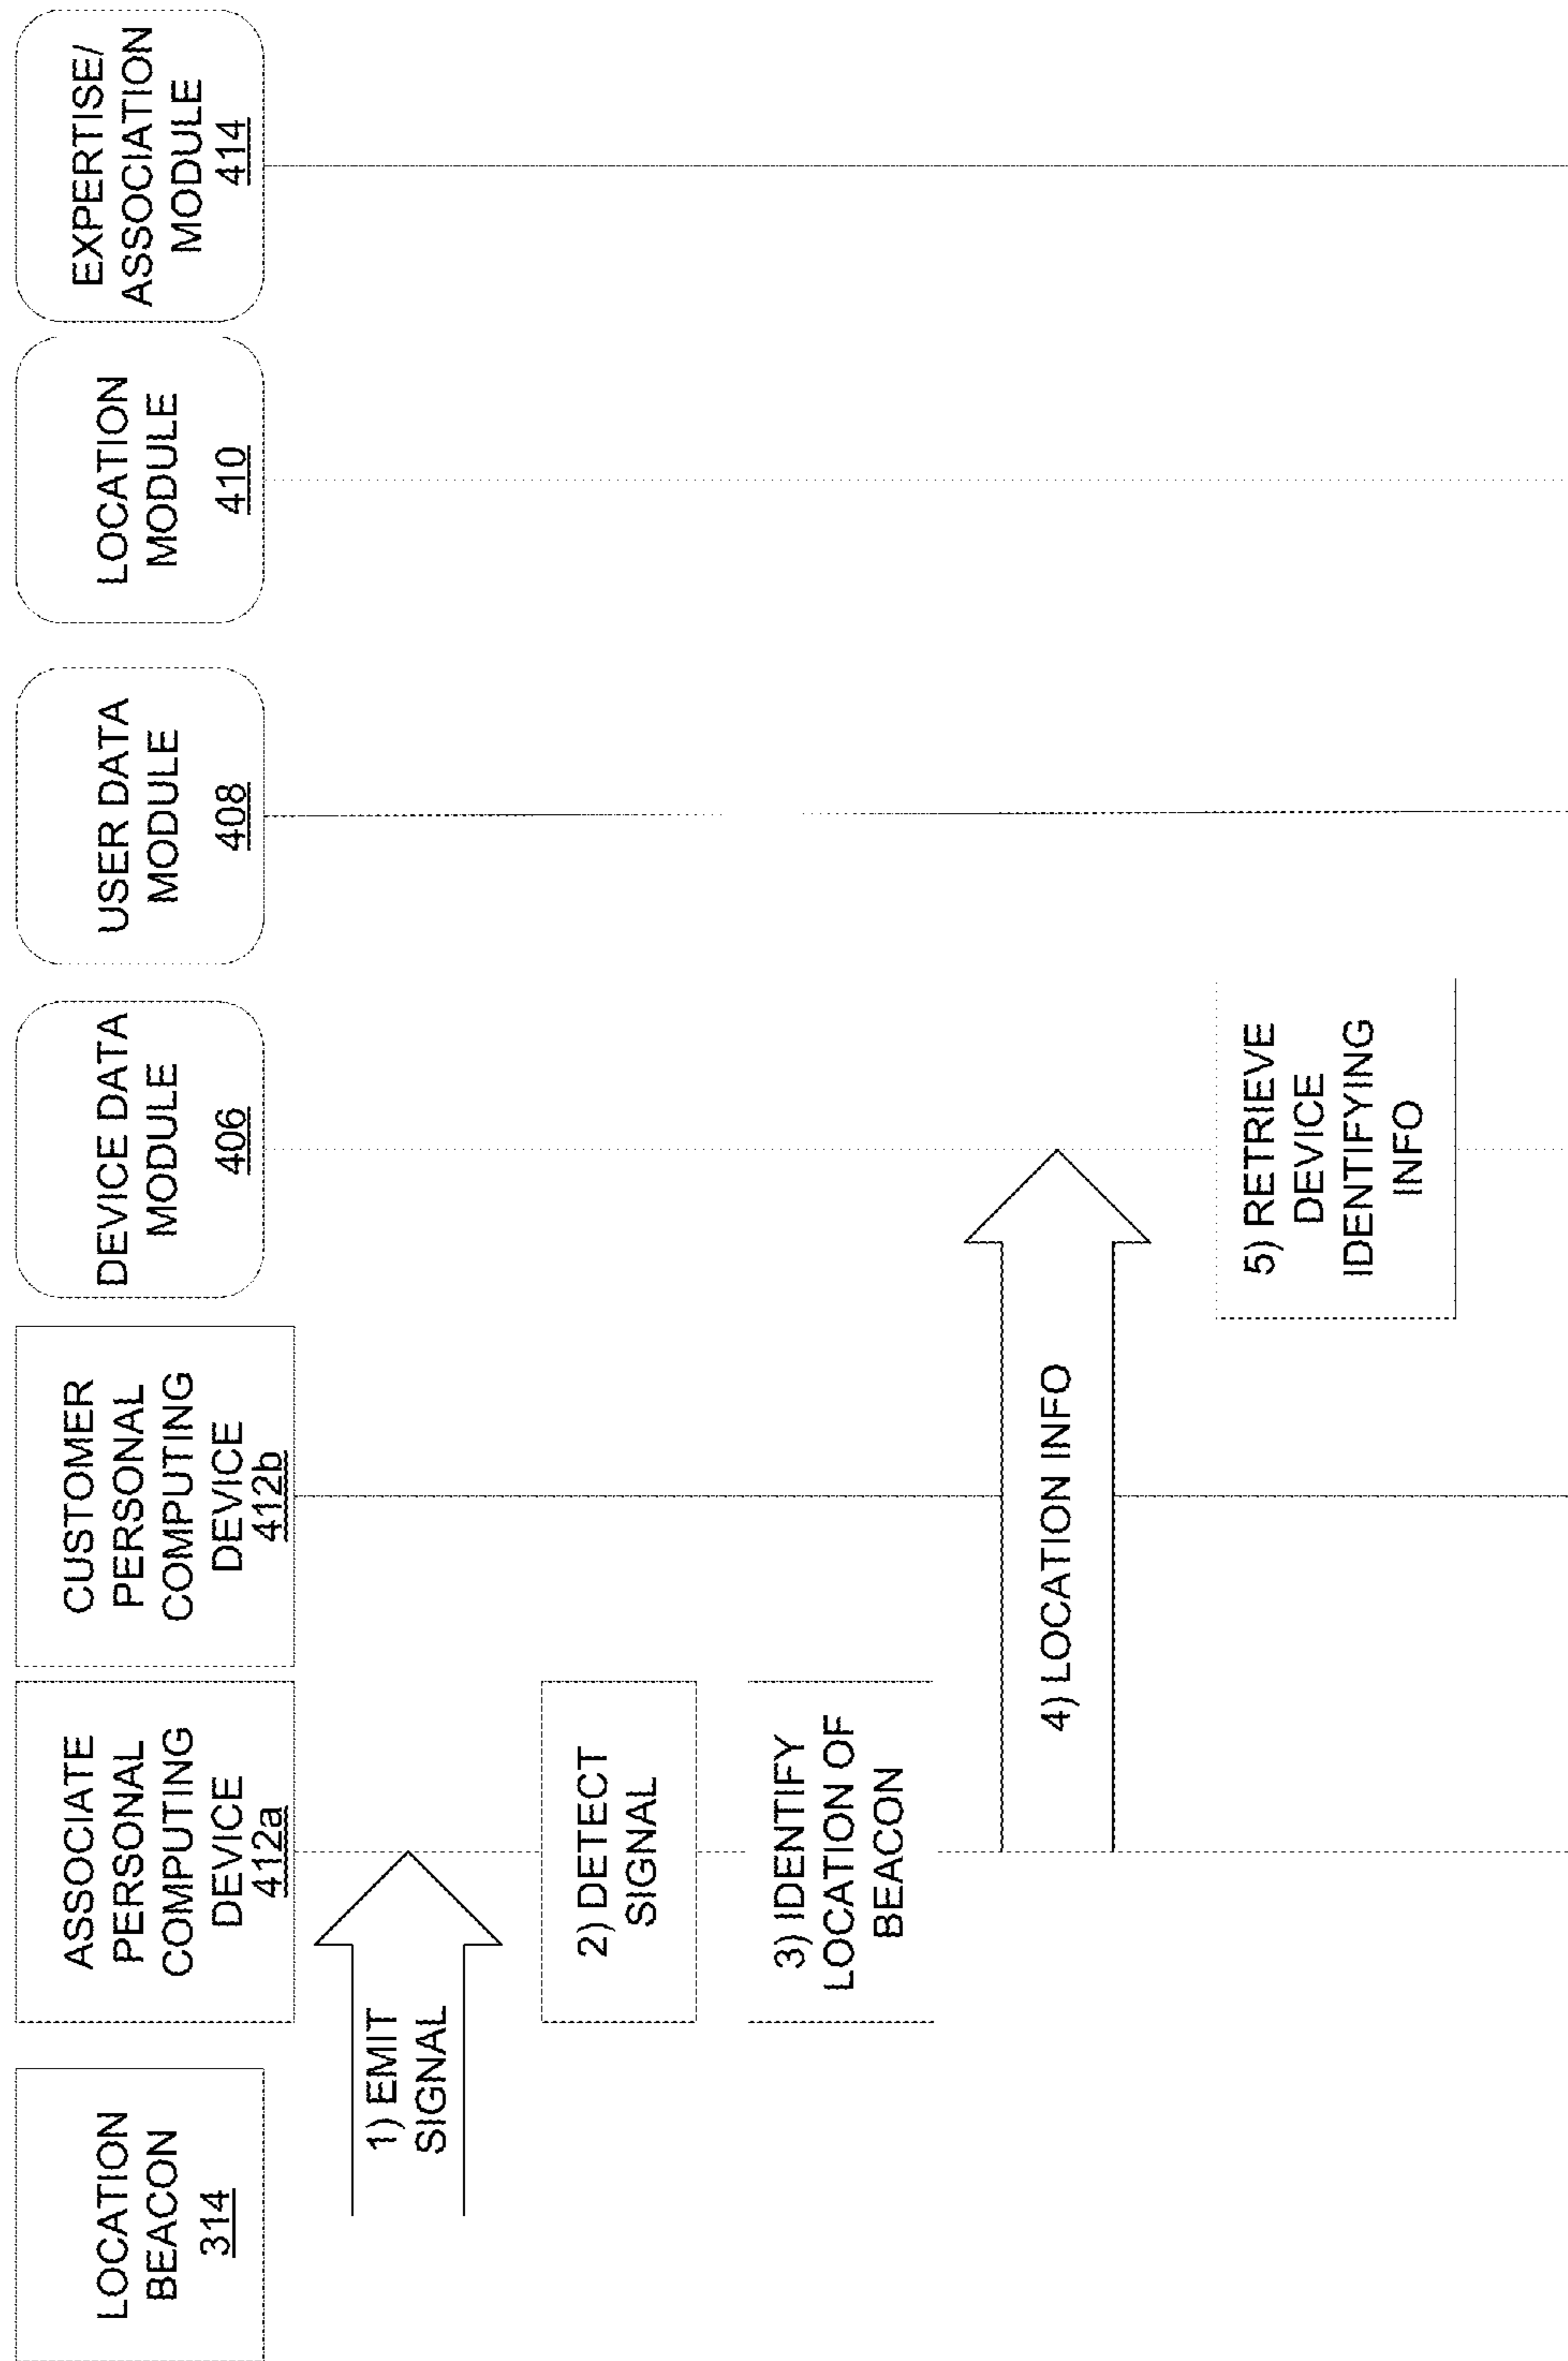 LOCATION
BEACON
314
ASSOCIATE
PERSONAL
COMPUTING
DEVICE
412a
CUSTOMER
PERSONAL
COMPUTING
DEVICE
412b
DEVICE DATA
MODULE
406
USER DATA
MODULE
408
LOCATION
MODULE
410
EXPERTISE/
ASSOCIATION
MODULE
414
1) EMIT
SIGNAL
2) DETECT
SIGNAL
3) IDENTIFY
LOCATION OF
BEACON
4) LOCATION INFO
5) RETRIEVE
DEVICE
IDENTIFYING
INFO